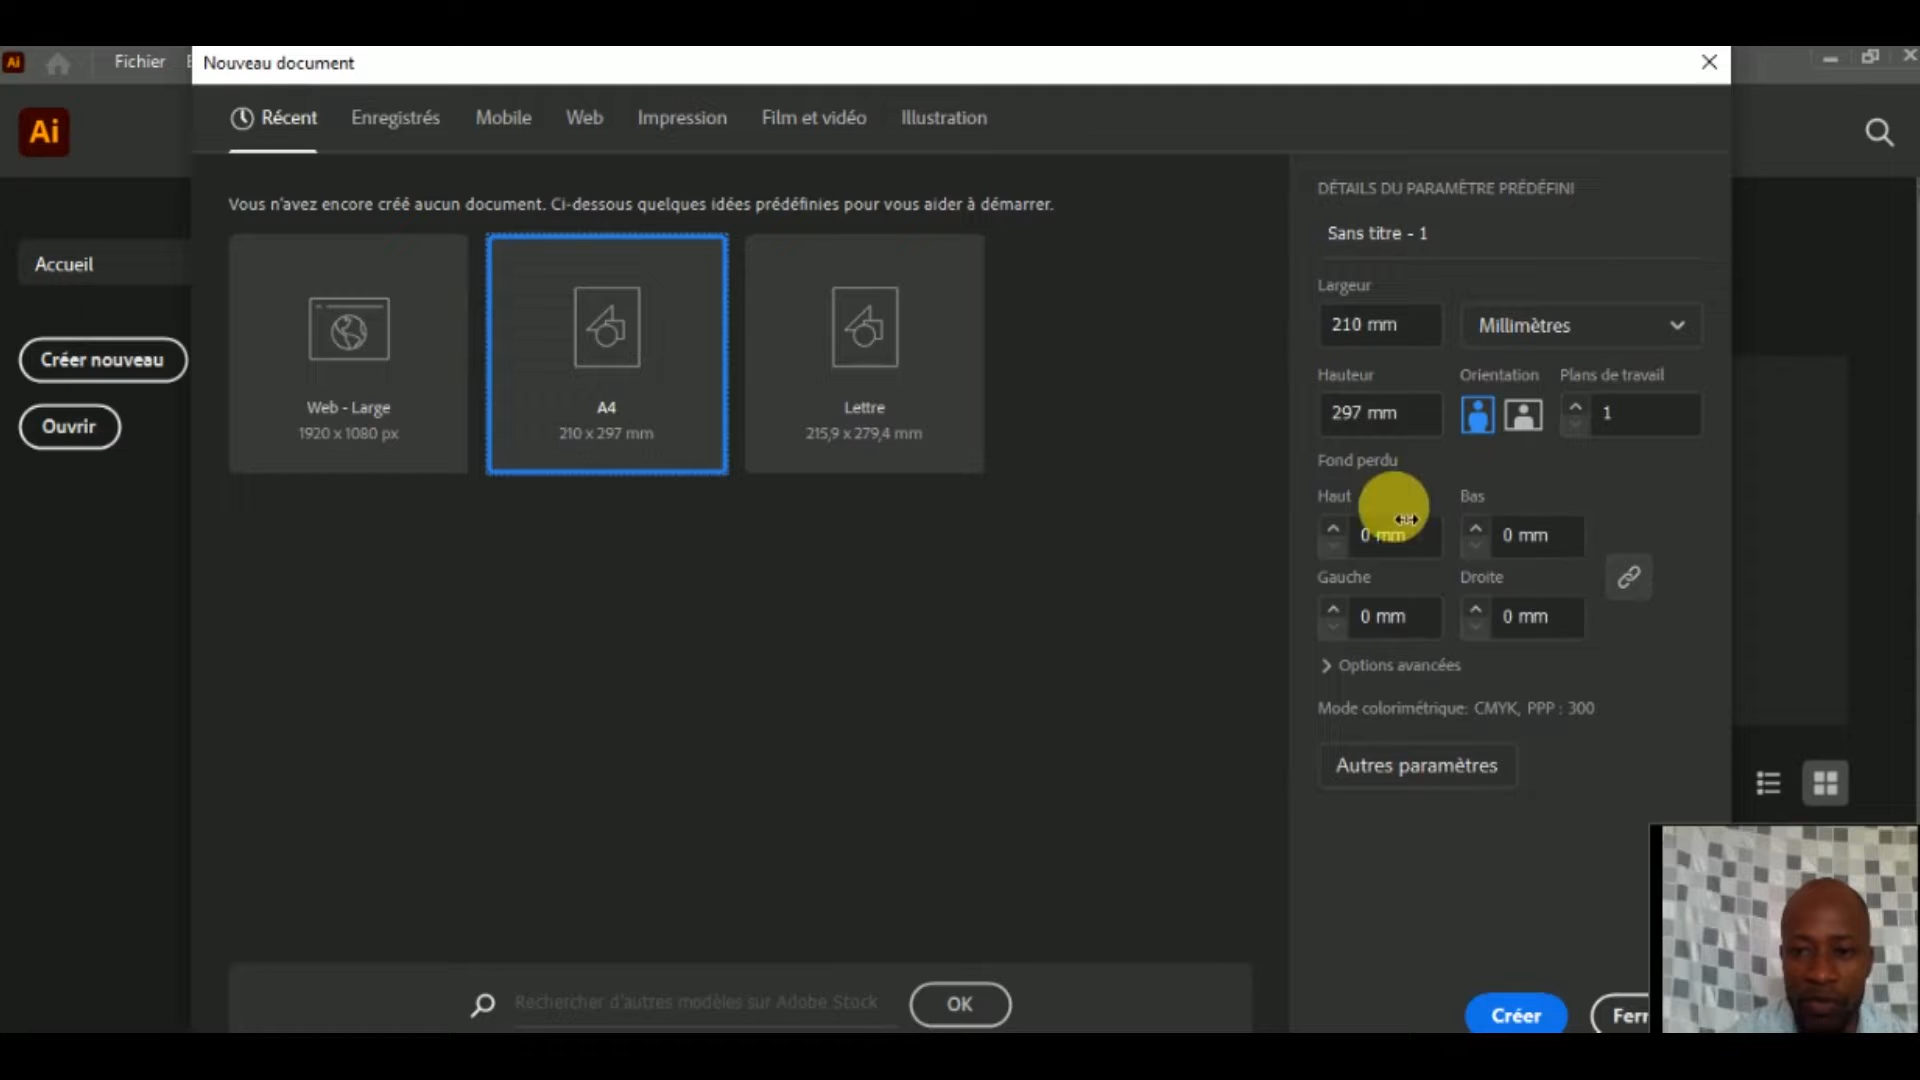 Ai
Fichier
Nouveau document
Ai
Récent
Enregistrés
Mobile
Web
Impression
Film et vidéo
Illustration
Accueil
Créer nouveau
Ouvrir
Vous n'avez encore créé aucun document. Ci-dessous quelques idées prédéfinies pour vous aider à démarrer.
Web - Large
1920 x 1080 px
A4
210 x 297 mm
Lettre
215,9 x 279,4 mm
DÉTAILS DU PARAMÈTRE PRÉDÉFINI
Sans titre - 1
Largeur
210 mm
Millimètres
Hauteur
Orientation
Plans de travail
297 mm
1
Fond perdu
Haut
Bas
0 mm
0 mm
Gauche
Droite
0 mm
0 mm
Options avancées
Mode colorimétrique: CMYK, PPP : 300
Autres paramètres
Rechercher d'autres modèles sur Adobe Stock
OK
Créer